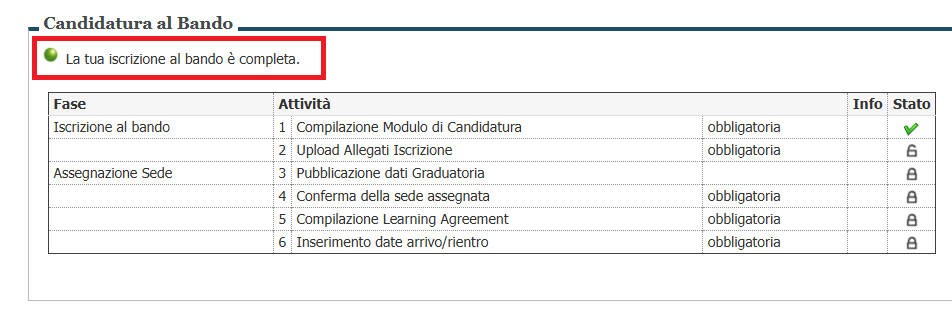 Candidatura al Bando
La tua iscrizione al bando è completa.
Fase Attività Info Stato
Iscrizione al bando 1 Compilazione Modulo di Candidatura obbligatoria
2 Upload Allegati Iscrizione obbligatoria
Assegnazione Sede 3 Pubblicazione dati Graduatoria
4 Conferma della sede assegnata obbligatoria
5 Compilazione Learning Agreement obbligatoria
6 Inserimento date arrivo/rientro obbligatoria